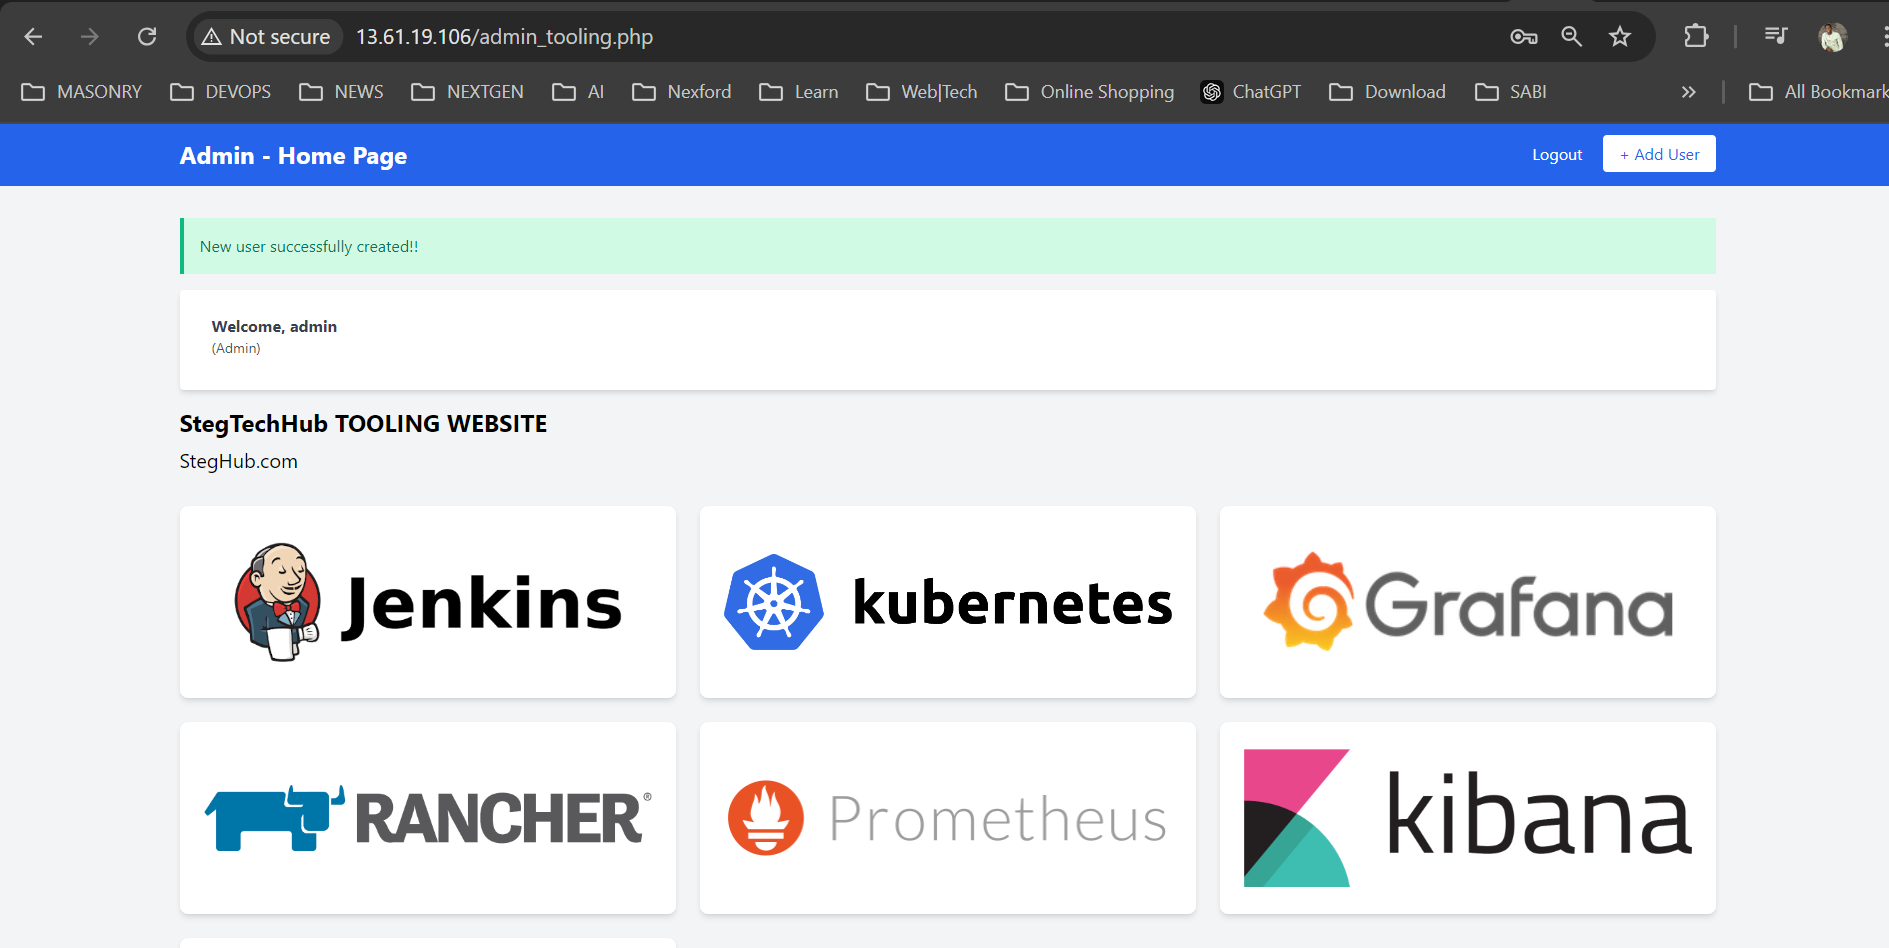 Not secure 13.61.19.106/admin_tooling.php
MASONRY DEVOPS NEWS NEXTGEN AI Nexford Learn Web|Tech Online Shopping ChatGPT Download SABI » All Bookmark
Admin - Home Page Logout + Add User
New user successfully created!!
Welcome, admin
(Admin)
StegTechHub TOOLING WEBSITE
StegHub.com
Jenkins kubernetes Grafana
RANCHER® Prometheus kibana